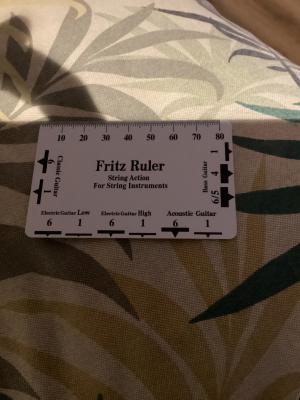 10 20 30 40 50 60 70 80
Fritz Ruler
String Action
For String Instruments
Classic Guitar
6 1
Bass Guitar
6/5 4 1
Electric Guitar Low
6 1
Electric Guitar High
6 1
Acoustic Guitar
6 1